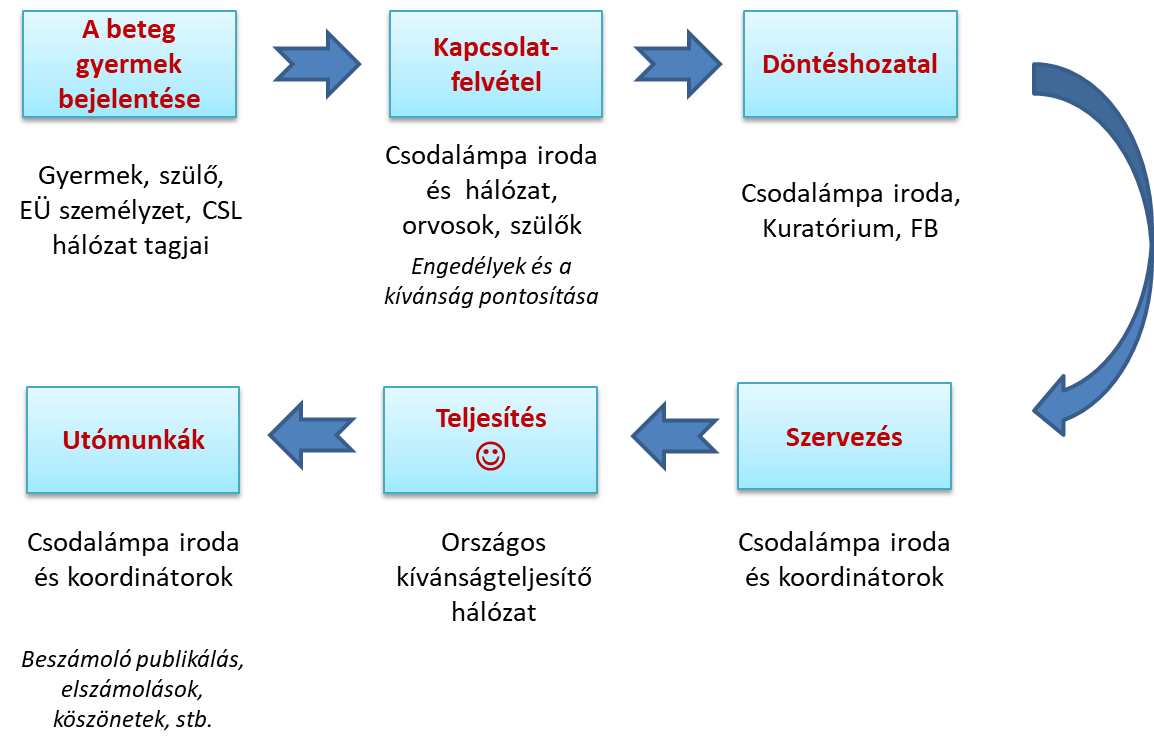 A beteg
gyermek
bejelentése
Gyermek, szülő,
EÜ személyzet, CSL
hálózat tagjai
Kapcsolat-
felvétel
Csodalámpa iroda
és hálózat,
orvosok, szülők
Engedélyek és a
kívánság pontosítása
Döntéshozatal
Csodalámpa iroda,
Kuratórium, FB
Szervezés
Csodalámpa iroda
és koordinátorok
Teljesítés
☺
Országos
kívánságteljesítő
hálózat
Utómunkák
Csodalámpa iroda
és koordinátorok
Beszámoló publikálás,
elszámolások,
köszönetek, stb.